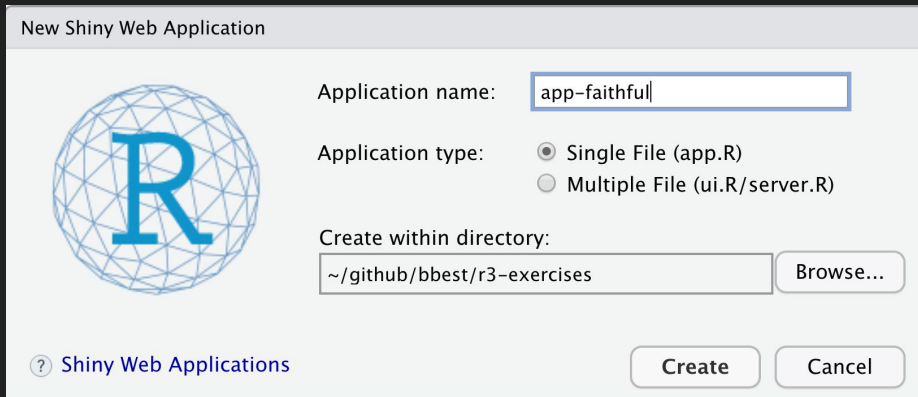 New Shiny Web Application
R
Application name: app-faithful
Application type: Single File (app.R)
Multiple File (ui.R/server.R)
Create within directory:
~/github/bbest/r3-exercises Browse...
? Shiny Web Applications Create Cancel